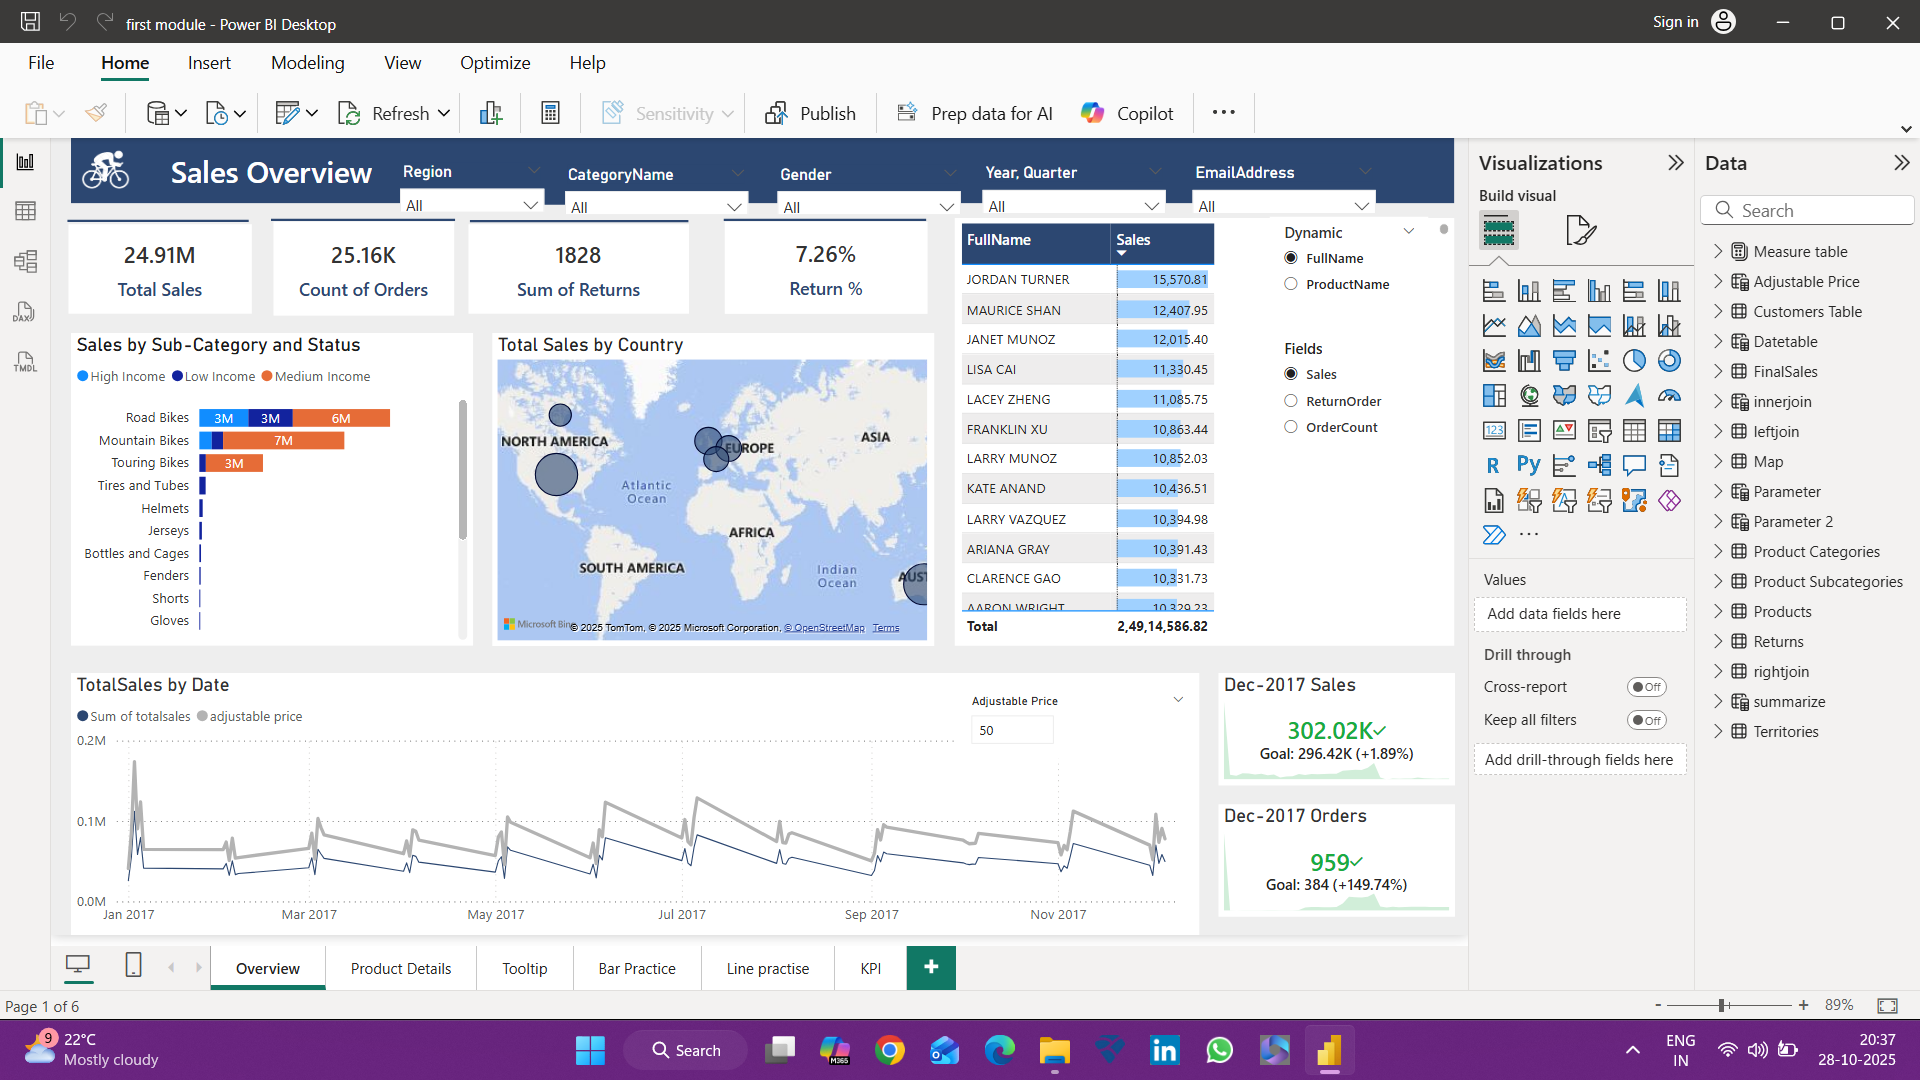 first module - Power BI Desktop
Sign in
File Home Insert Modeling View Optimize Help
Refresh Sensitivity Publish Prep data for AI Copilot
Sales Overview
Region CategoryName Gender Year, Quarter EmailAddress
All All All All All
24.91M
Total Sales
25.16K
Count of Orders
1828
Sum of Returns
7.26%
Return %
FullName Sales
JORDAN TURNER 15,570.81
MAURICE SHAN 12,407.95
JANET MUNOZ 12,015.40
LISA CAI 11,330.45
LACEY ZHENG 11,085.75
FRANKLIN XU 10,863.44
LARRY MUNOZ 10,852.03
KATE ANAND 10,436.51
LARRY VAZQUEZ 10,394.98
ARIANA GRAY 10,391.43
CLARENCE GAO 10,331.73
AARON WRIGHT 10,329.23
Total 2,49,14,586.82
Dynamic
FullName
ProductName
Fields
Sales
ReturnOrder
OrderCount
Sales by Sub-Category and Status
High Income Low Income Medium Income
Road Bikes 3M 3M 6M
Mountain Bikes 7M
Touring Bikes 3M
Tires and Tubes
Helmets
Jerseys
Bottles and Cages
Fenders
Shorts
Gloves
Total Sales by Country
NORTH AMERICA
EUROPE
ASIA
Atlantic
Ocean
AFRICA
SOUTH AMERICA
Indian
Ocean
AUST
Microsoft Bing
© 2025 TomTom, © 2025 Microsoft Corporation, © OpenStreetMap Terms
TotalSales by Date
Sum of totalsales adjustable price
0.2M
0.1M
0.0M
Jan 2017 Mar 2017 May 2017 Jul 2017 Sep 2017 Nov 2017
Adjustable Price
50
Dec-2017 Sales
302.02K
Goal: 296.42K (+1.89%)
Dec-2017 Orders
959
Goal: 384 (+149.74%)
Visualizations
Build visual
123
R Py
Values
Add data fields here
Drill through
Cross-report Off
Keep all filters Off
Add drill-through fields here
Data
Search
Measure table
Adjustable Price
Customers Table
Datetable
FinalSales
innerjoin
leftjoin
Map
Parameter
Parameter 2
Product Categories
Product Subcategories
Products
Returns
rightjoin
summarize
Territories
DAX
TMDL
Overview Product Details Tooltip Bar Practice Line practise KPI +
Page 1 of 6
- + 89%
9
22°C
Mostly cloudy
Search
M365
ENG
IN
20:37
28-10-2025